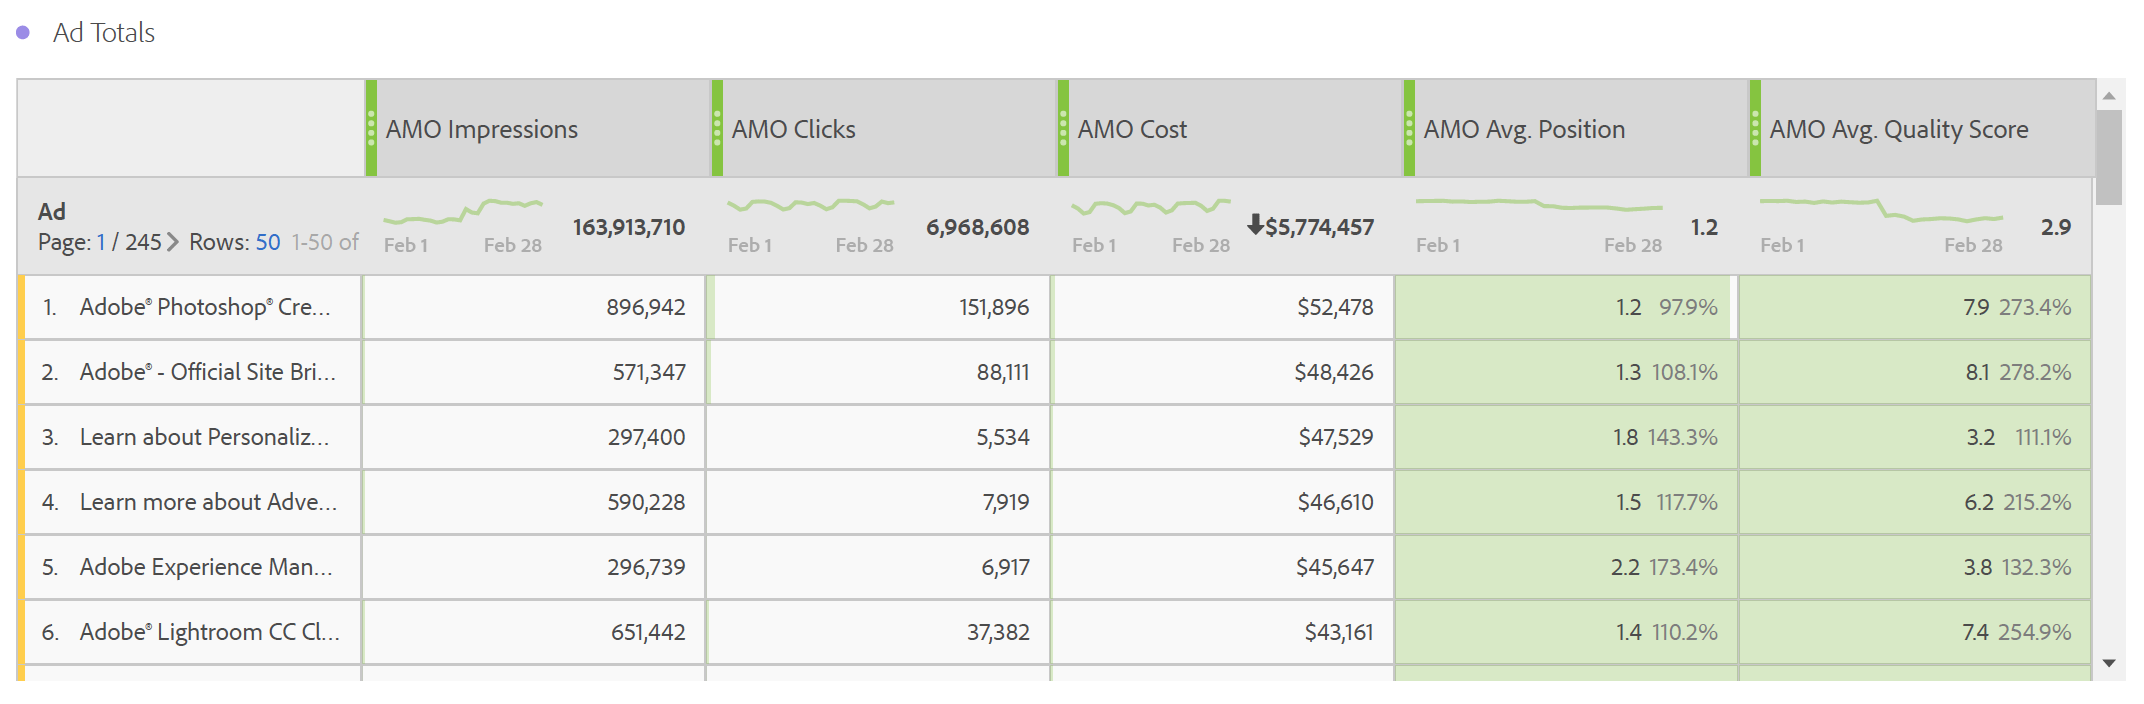 Ad Totals
AMO Impressions AMO Clicks AMO Cost AMO Avg. Position AMO Avg. Quality Score
Ad
Page: 1 / 245 Rows: 50 1-50 of
Feb 1 Feb 28 163,913,710 Feb 1 Feb 28 6,968,608 Feb 1 Feb 28 $5,774,457 Feb 1 Feb 28 1.2 Feb 1 Feb 28 2.9
1. Adobe® Photoshop® Cre... 896,942 151,896 $52,478 1.2 97.9% 7.9 273.4%
2. Adobe® - Official Site Bri... 571,347 88,111 $48,426 1.3 108.1% 8.1 278.2%
3. Learn about Personaliz... 297,400 5,534 $47,529 1.8 143.3% 3.2 111.1%
4. Learn more about Adve... 590,228 7,919 $46,610 1.5 117.7% 6.2 215.2%
5. Adobe Experience Man... 296,739 6,917 $45,647 2.2 173.4% 3.8 132.3%
6. Adobe® Lightroom CC Cl... 651,442 37,382 $43,161 1.4 110.2% 7.4 254.9%